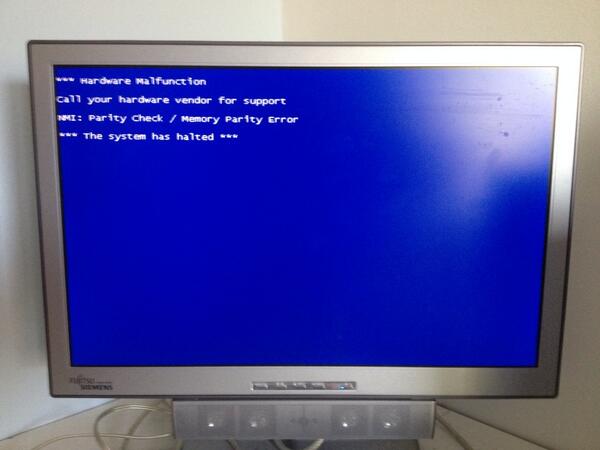 *** Hardware Malfunction
Call your hardware vendor for support
NMI: Parity Check / Memory Parity Error
*** The system has halted ***
FUJITSU
SIEMENS